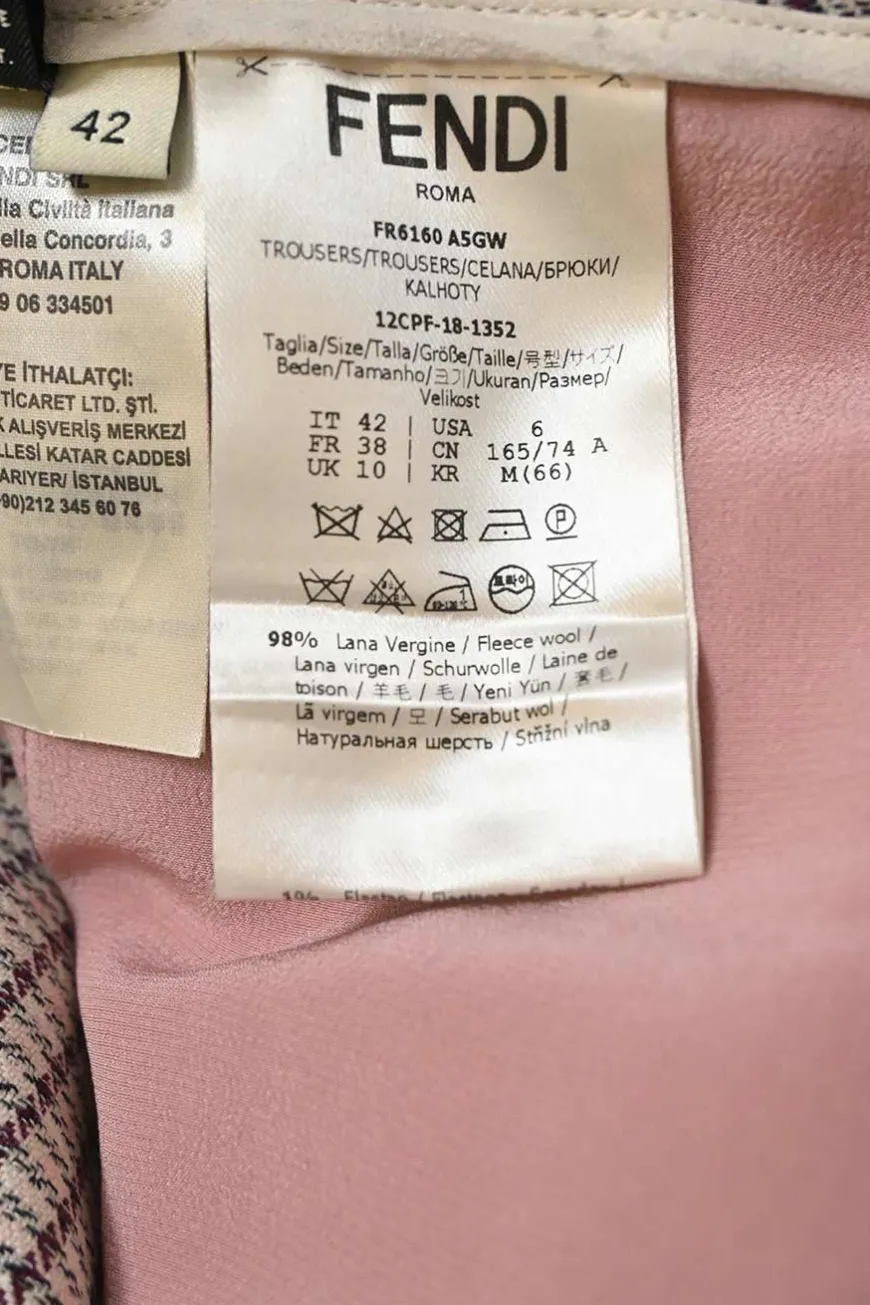 42
NDI SRL
lla Civiltà Italiana
ella Concordia, 3
ROMA ITALY
9 06 334501
E İTHALATÇI:
TİCARET LTD. ŞTİ.
K ALIŞVERİŞ MERKEZİ
LLESİ KATAR CADDESİ
ARIYER/ İSTANBUL
90)212 345 60 76
FENDI
ROMA
FR6160 A5GW
TROUSERS/TROUSERS/CELANA/БРЮКИ/
KALHOTY
12CPF-18-1352
Taglia/Size/Talla/Größe/Taille/号型/サイズ/
Beden/Tamanho/크기/Ukuran/Размер/
Velikost
IT 42 | USA 6
FR 38 | CN 165/74 A
UK 10 | KR M(66)
P
드라이
98% Lana Vergine / Fleece wool /
Lana virgen / Schurwolle / Laine de
toison / 羊毛 / 毛 / Yeni Yün /
Lã virgem / 모 / Serabut wol /
Натуральная шерсть / Střižní vlna